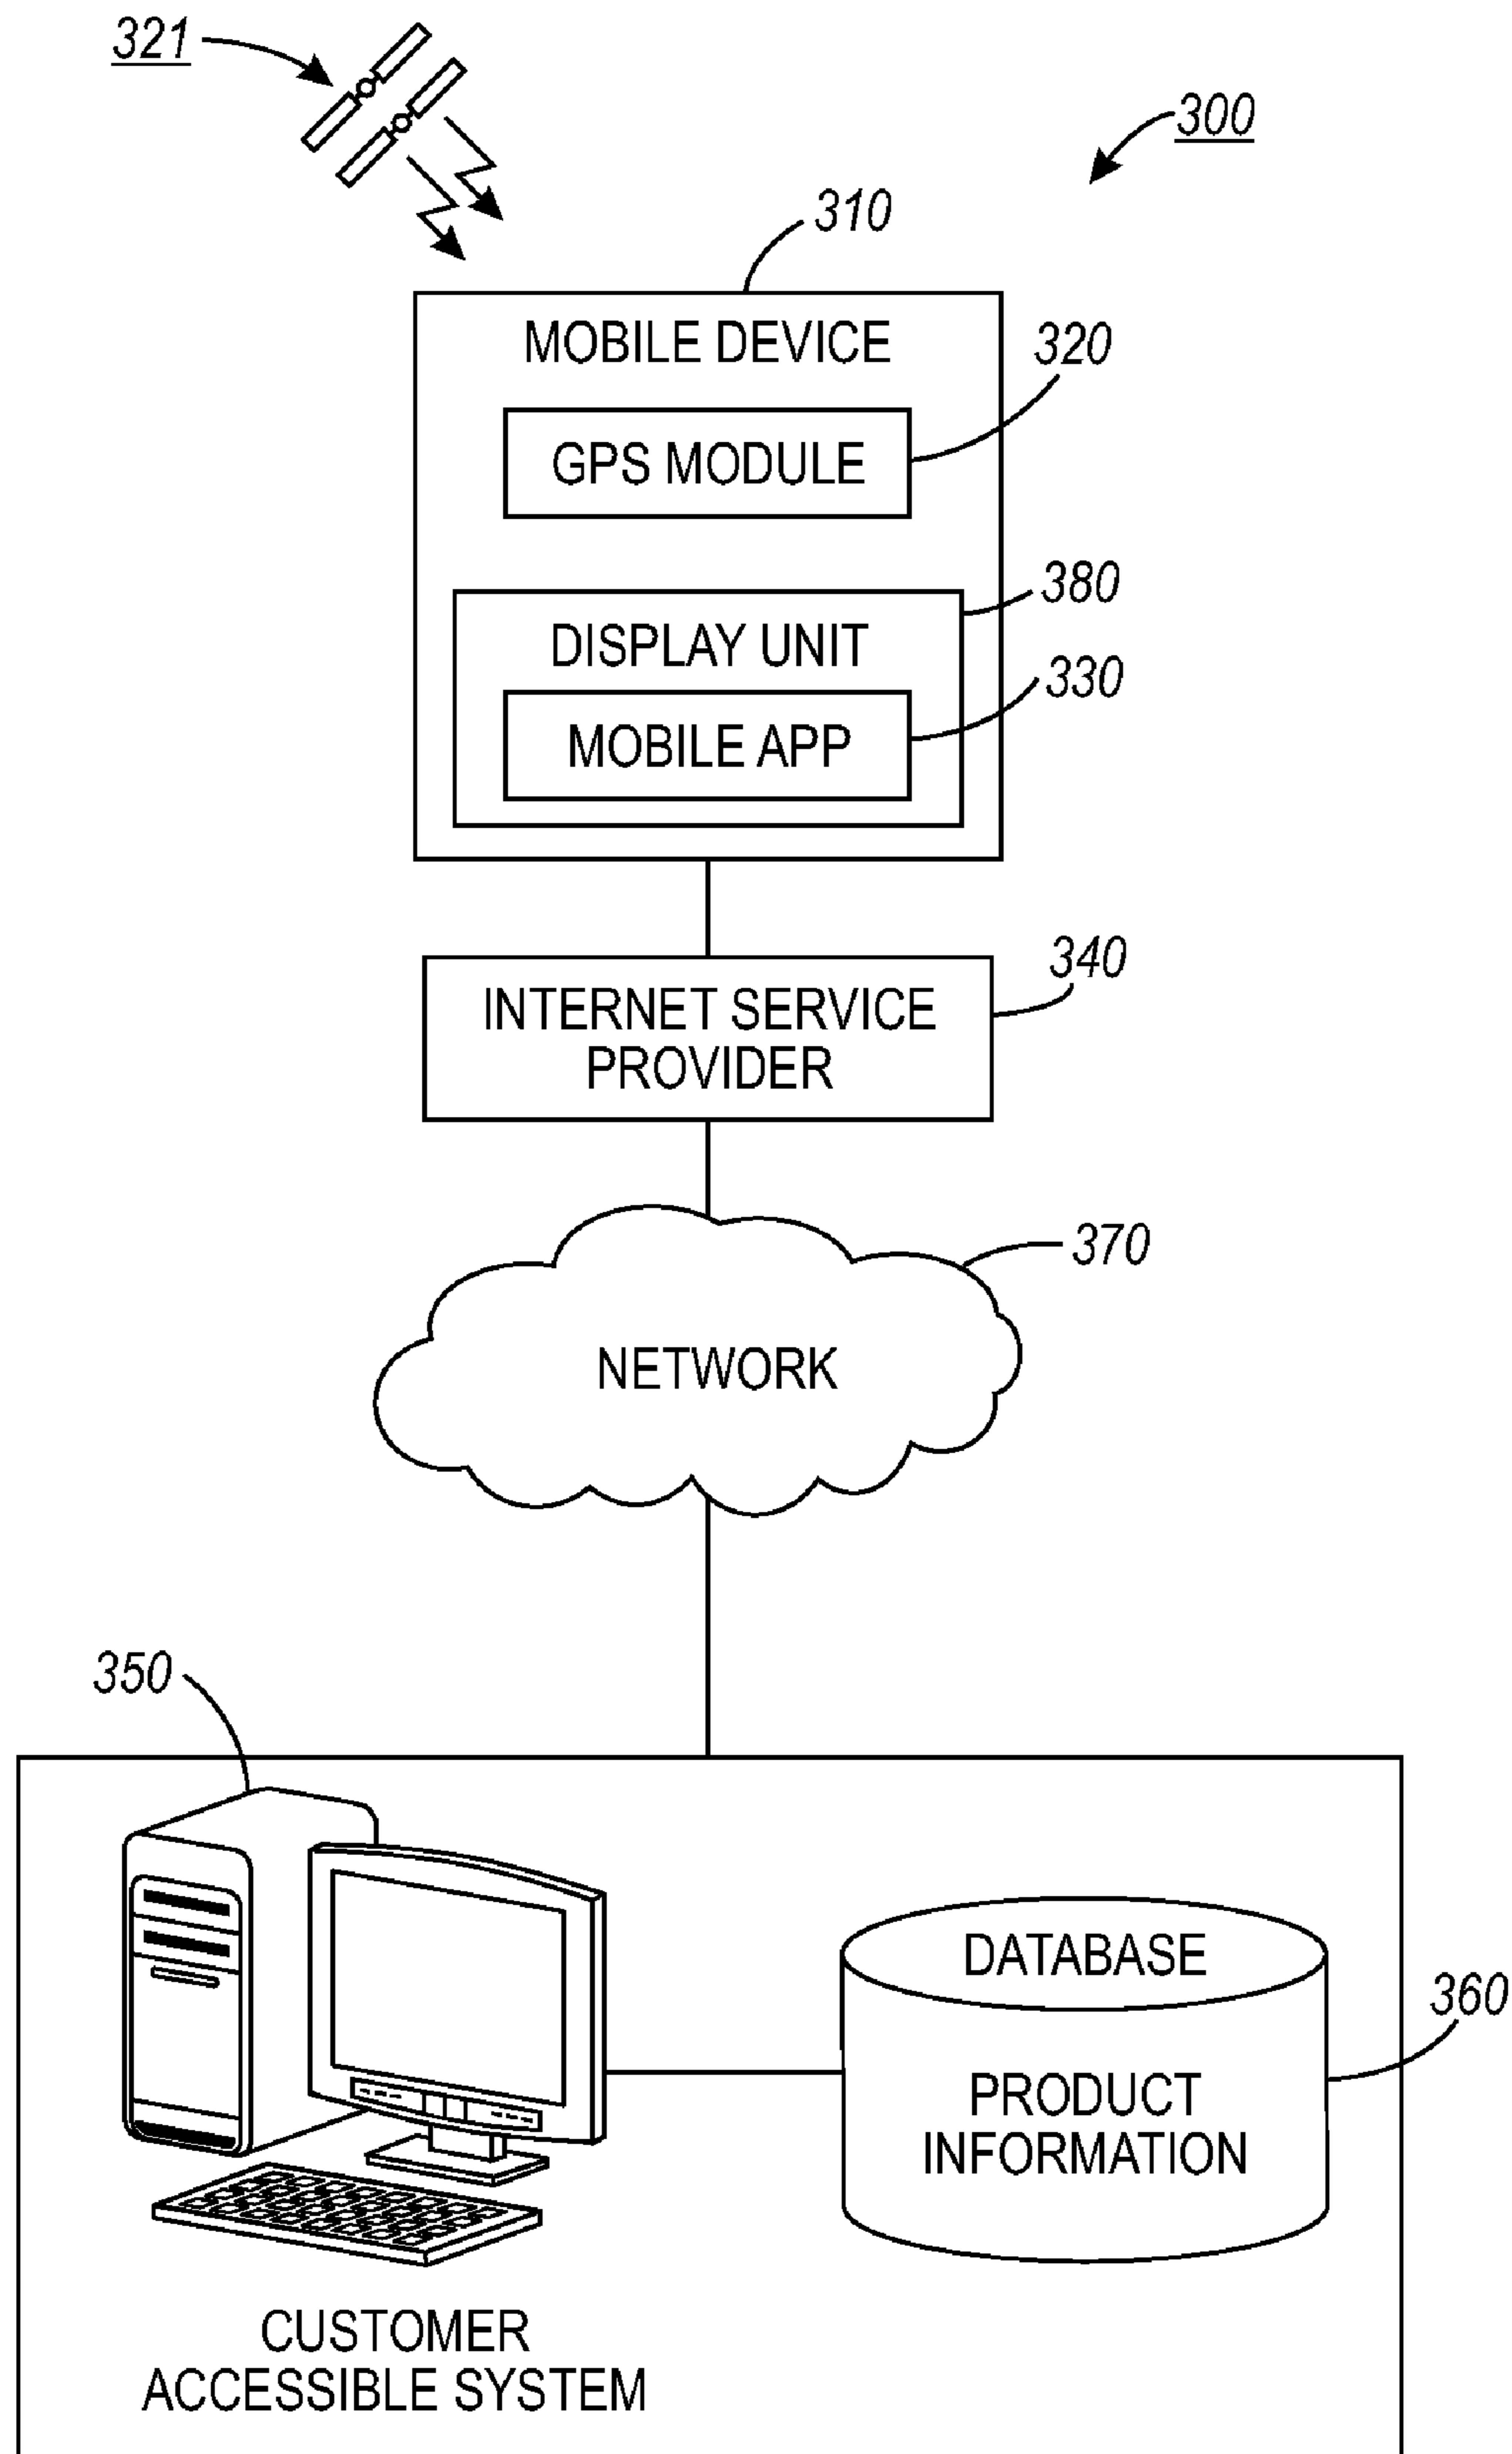 321
300
310
MOBILE DEVICE
320
GPS MODULE
380
DISPLAY UNIT
330
MOBILE APP
340
INTERNET SERVICE
PROVIDER
370
NETWORK
350
DATABASE
360
PRODUCT
INFORMATION
CUSTOMER
ACCESSIBLE SYSTEM